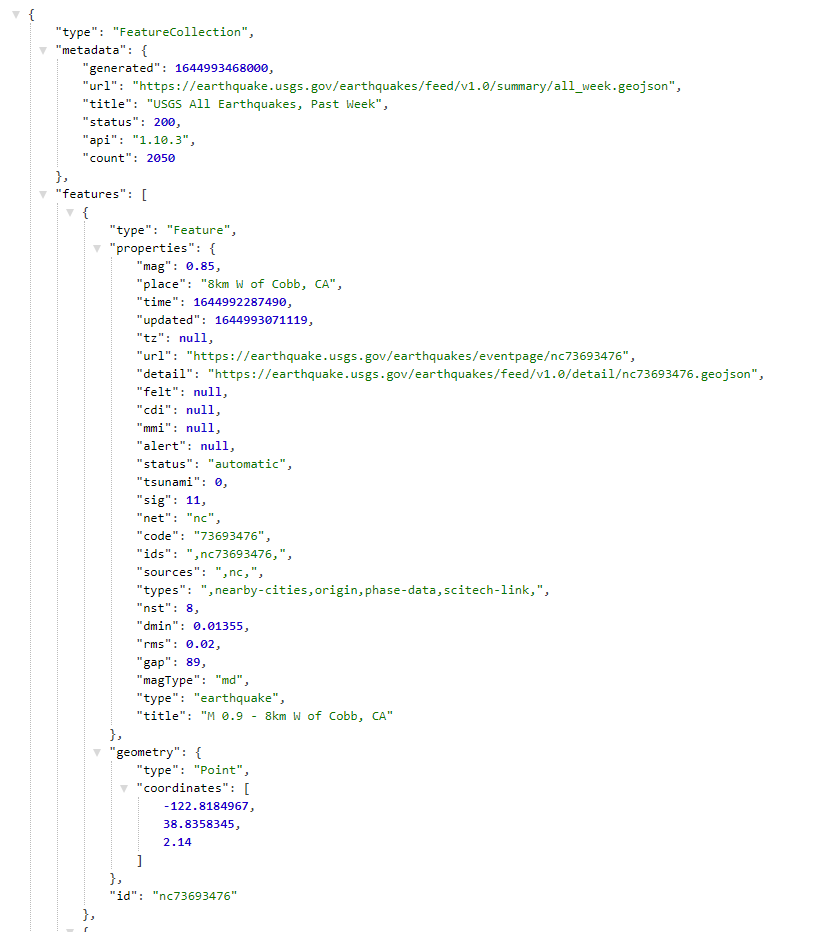 {
"type": "FeatureCollection",
"metadata": {
"generated": 1644993468000,
"url": "https://earthquake.usgs.gov/earthquakes/feed/v1.0/summary/all_week.geojson",
"title": "USGS All Earthquakes, Past Week",
"status": 200,
"api": "1.10.3",
"count": 2050
},
"features": [
{
"type": "Feature",
"properties": {
"mag": 0.85,
"place": "8km W of Cobb, CA",
"time": 1644992287490,
"updated": 1644993071119,
"tz": null,
"url": "https://earthquake.usgs.gov/earthquakes/eventpage/nc73693476",
"detail": "https://earthquake.usgs.gov/earthquakes/feed/v1.0/detail/nc73693476.geojson",
"felt": null,
"cdi": null,
"mmi": null,
"alert": null,
"status": "automatic",
"tsunami": 0,
"sig": 11,
"net": "nc",
"code": "73693476",
"ids": ",nc73693476,",
"sources": ",nc,",
"types": ",nearby-cities,origin,phase-data,scitech-link,",
"nst": 8,
"dmin": 0.01355,
"rms": 0.02,
"gap": 89,
"magType": "md",
"type": "earthquake",
"title": "M 0.9 - 8km W of Cobb, CA"
},
"geometry": {
"type": "Point",
"coordinates": [
-122.8184967,
38.8358345,
2.14
]
},
"id": "nc73693476"
},
{